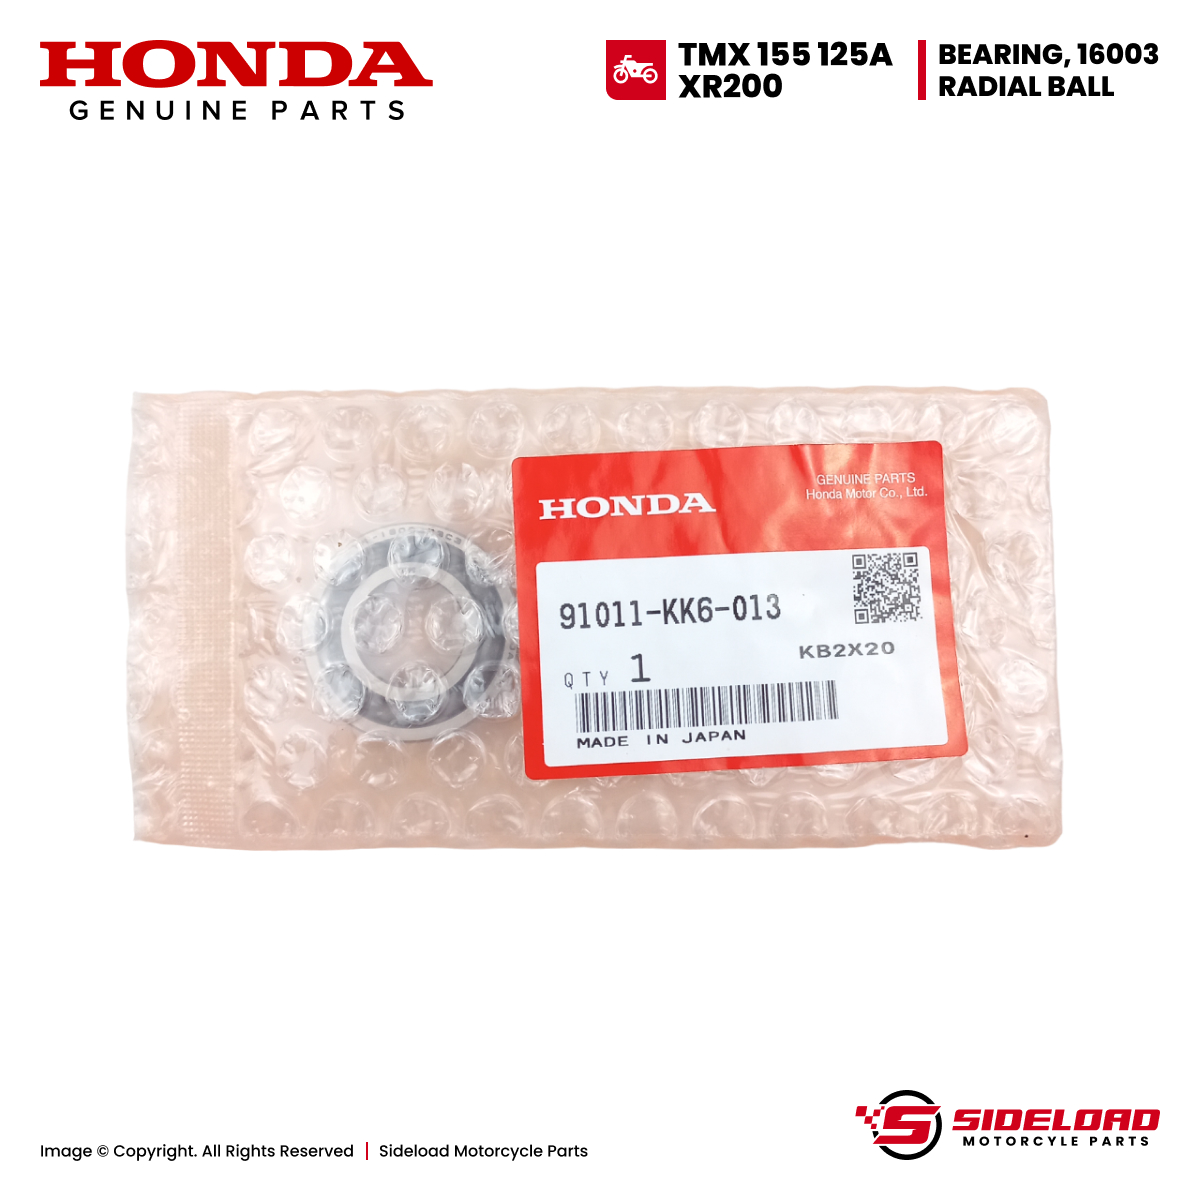 HONDA
GENUINE PARTS
TMX 155 125A
XR200
BEARING, 16003
RADIAL BALL
HONDA
GENUINE PARTS
Honda Motor Co., Ltd.
91011-KK6-013
KB2X20
QTY 1
MADE IN JAPAN
SIDELOAD
MOTORCYLE PARTS
Image © Copyright. All Rights Reserved | Sideload Motorcycle Parts